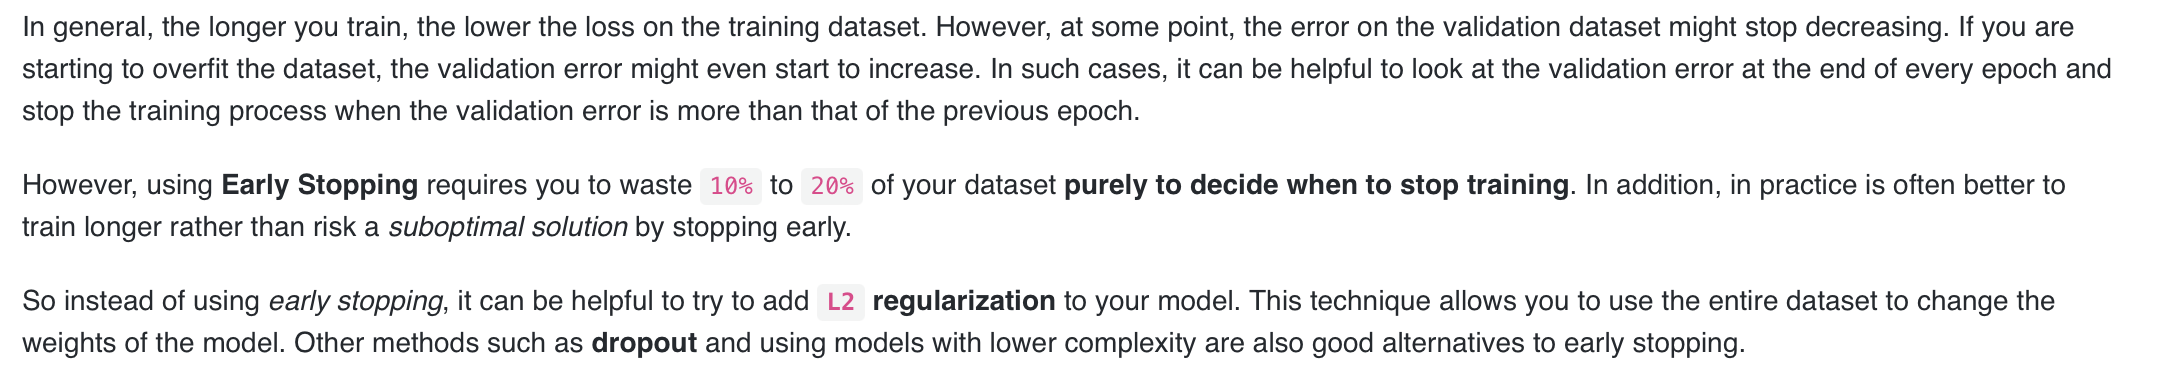 In general, the longer you train, the lower the loss on the training dataset. However, at some point, the error on the validation dataset might stop decreasing. If you are
starting to overfit the dataset, the validation error might even start to increase. In such cases, it can be helpful to look at the validation error at the end of every epoch and
stop the training process when the validation error is more than that of the previous epoch.
However, using Early Stopping requires you to waste 10% to 20% of your dataset purely to decide when to stop training. In addition, in practice is often better to
train longer rather than risk a suboptimal solution by stopping early.
So instead of using early stopping, it can be helpful to try to add L2 regularization to your model. This technique allows you to use the entire dataset to change the
weights of the model. Other methods such as dropout and using models with lower complexity are also good alternatives to early stopping.